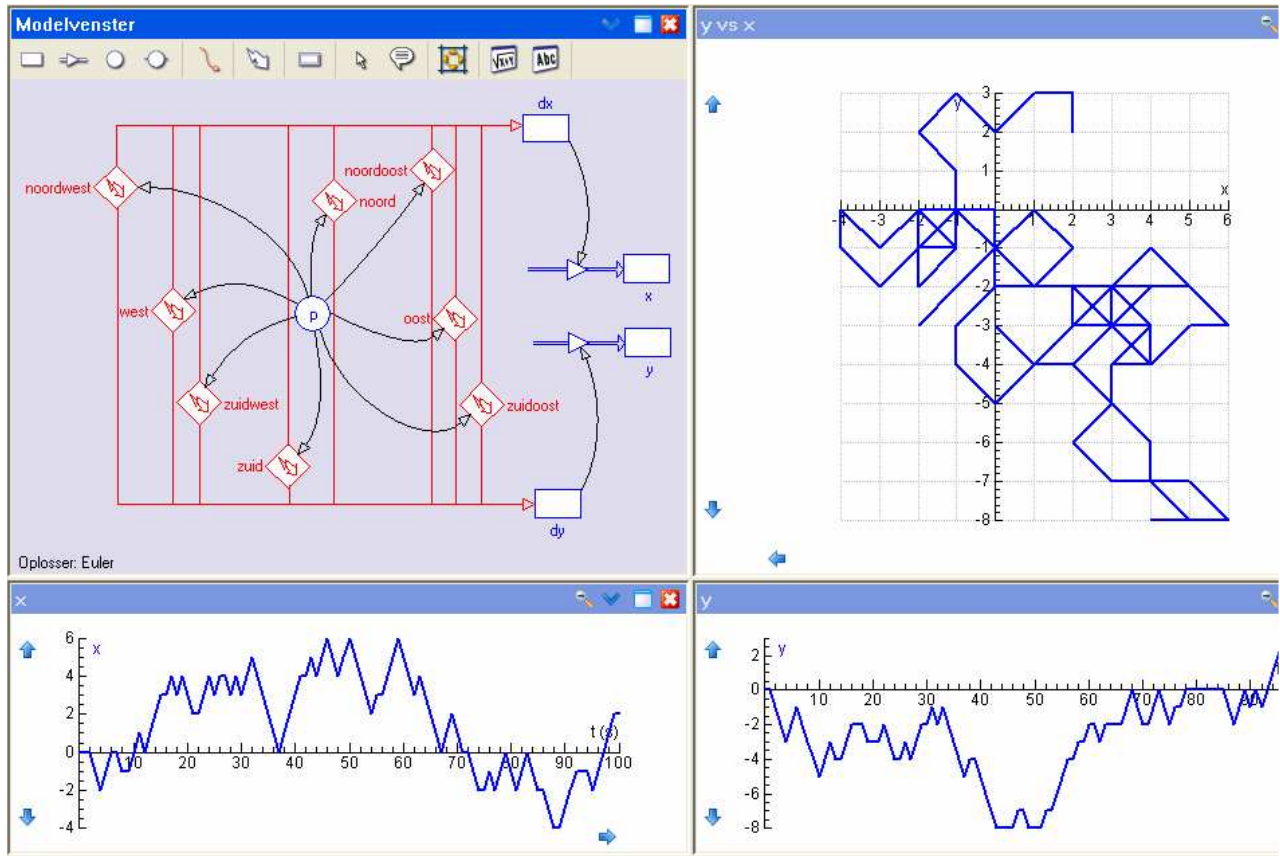 Modelvenster
√x+y Abc
dx
noordwest
noordoost
noord
x
west
p
oost
y
zuidwest
zuidoost
zuid
dy
Oplosser: Euler
y vs x
3
y
2
1
x
-4 -3 -2 -1 1 2 3 4 5 6
-1
-2
-3
-4
-5
-6
-7
-8
x
6
x
4
2
t (s)
0
10 20 30 40 50 60 70 80 90 100
-2
-4
y
2
y
0
10 20 30 40 50 60 70 80 90
-2
-4
-6
-8